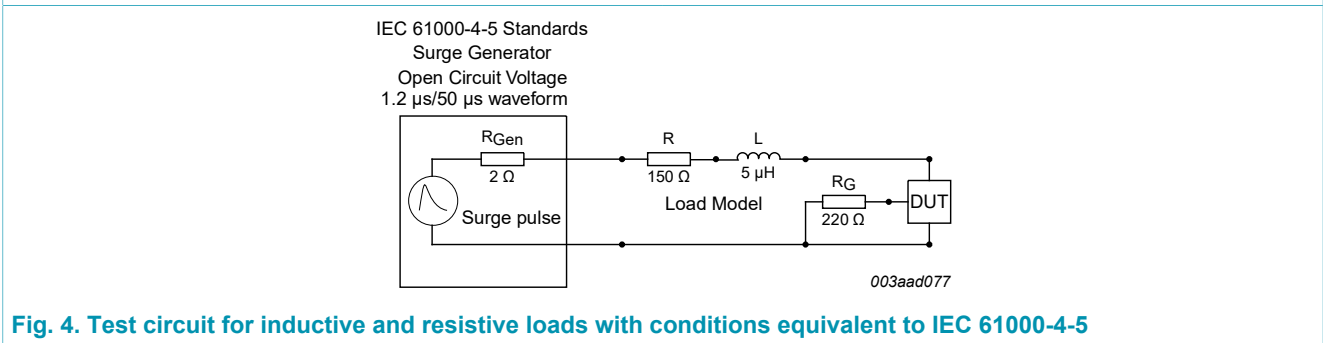 IEC 61000-4-5 Standards
Surge Generator
Open Circuit Voltage
1.2 µs/50 µs waveform
RGen
2 Ω
Surge pulse
R
150 Ω
L
5 µH
Load Model
RG
220 Ω
DUT
003aad077
Fig. 4. Test circuit for inductive and resistive loads with conditions equivalent to IEC 61000-4-5